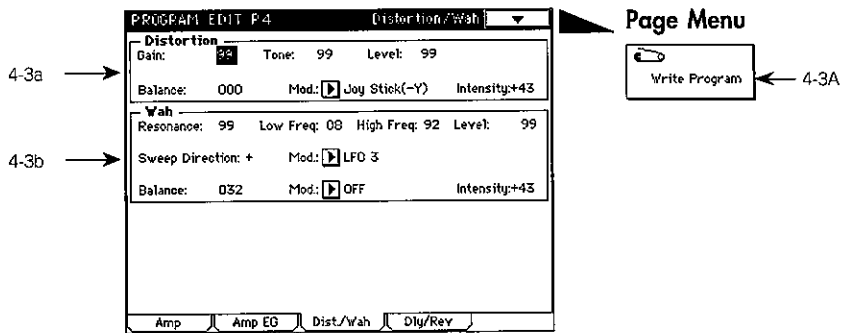 PROGRAM EDIT P4 Distortion/Wah
Page Menu
Write Program
4-3A
4-3a
Distortion
Gain: 99 Tone: 99 Level: 99
Balance: 000 Mod.: Joy Stick(-Y) Intensity:+43
4-3b
Wah
Resonance: 99 Low Freq: 08 High Freq: 92 Level: 99
Sweep Direction: + Mod.: LFO 3
Balance: 032 Mod.: OFF Intensity:+43
Amp Amp EG Dist./Wah Dly/Rev